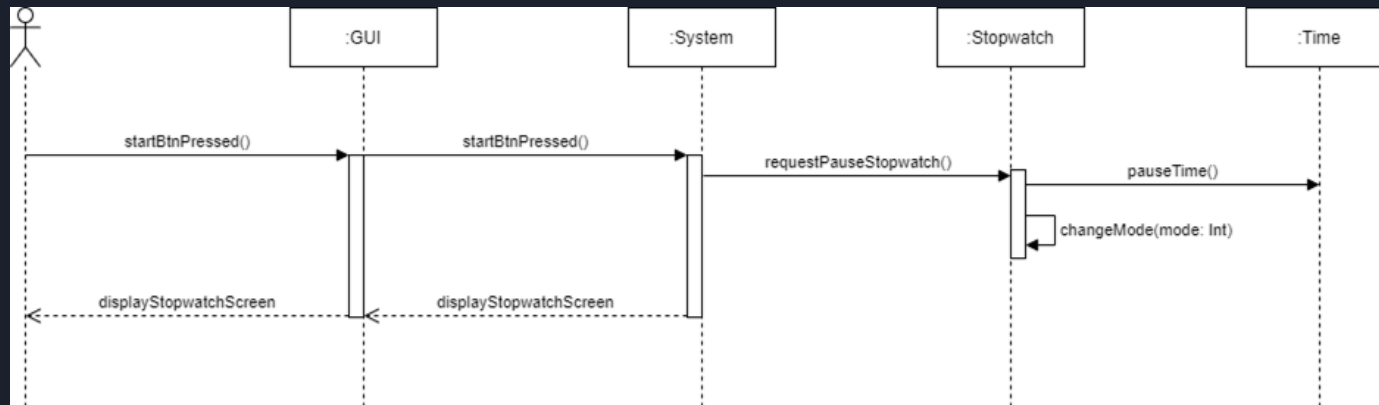 :GUI
:System
:Stopwatch
:Time
startBtnPressed()
startBtnPressed()
requestPauseStopwatch()
pauseTime()
changeMode(mode: Int)
displayStopwatchScreen
displayStopwatchScreen